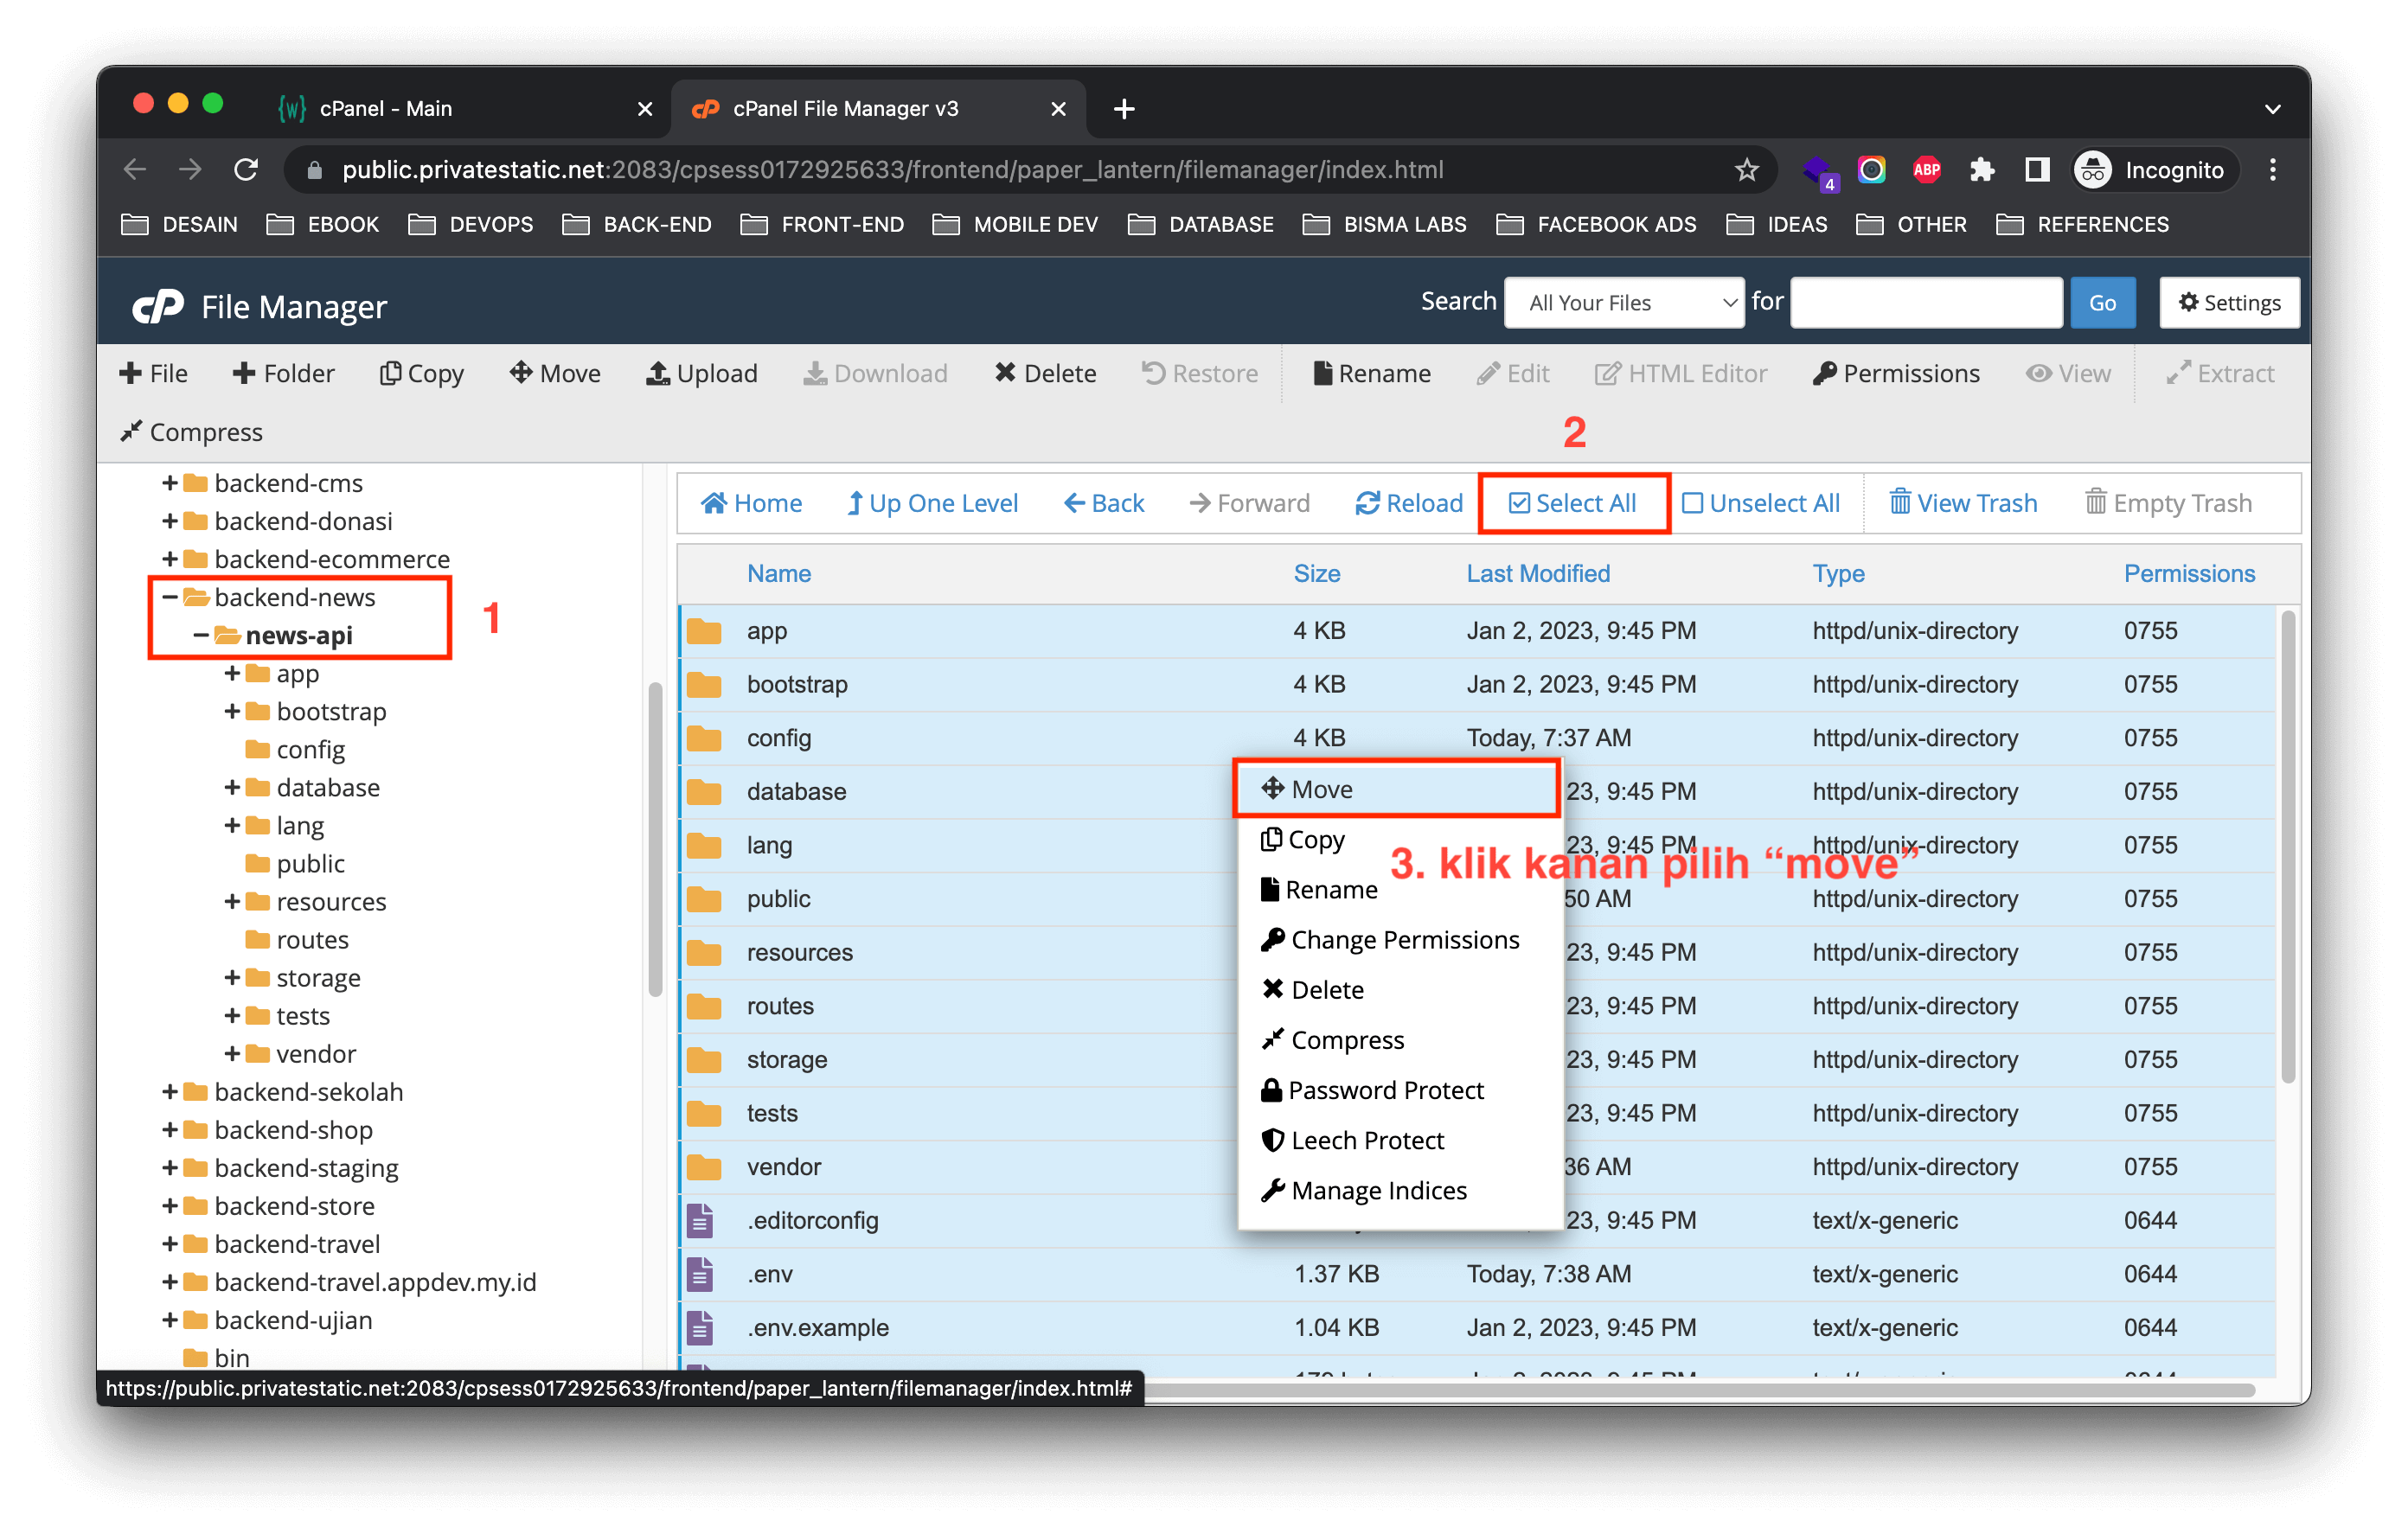 cPanel - Main
cPanel File Manager v3
public.privatestatic.net:2083/cpsess0172925633/frontend/paper_lantern/filemanager/index.html
4
ABP
Incognito
DESAIN EBOOK DEVOPS BACK-END FRONT-END MOBILE DEV DATABASE BISMA LABS FACEBOOK ADS IDEAS OTHER REFERENCES
cP File Manager
Search All Your Files for Go Settings
File Folder Copy Move Upload Download Delete Restore Rename Edit HTML Editor Permissions View Extract
Compress
2
backend-cms
backend-donasi
backend-ecommerce
backend-news
news-api
1
app
bootstrap
config
database
lang
public
resources
routes
storage
tests
vendor
backend-sekolah
backend-shop
backend-staging
backend-store
backend-travel
backend-travel.appdev.my.id
backend-ujian
bin
Home Up One Level Back Forward Reload Select All Unselect All View Trash Empty Trash
Name Size Last Modified Type Permissions
app 4 KB Jan 2, 2023, 9:45 PM httpd/unix-directory 0755
bootstrap 4 KB Jan 2, 2023, 9:45 PM httpd/unix-directory 0755
config 4 KB Today, 7:37 AM httpd/unix-directory 0755
database 23, 9:45 PM httpd/unix-directory 0755
lang 23, 9:45 PM httpd/unix-directory 0755
public 50 AM httpd/unix-directory 0755
resources 23, 9:45 PM httpd/unix-directory 0755
routes 23, 9:45 PM httpd/unix-directory 0755
storage 23, 9:45 PM httpd/unix-directory 0755
tests 23, 9:45 PM httpd/unix-directory 0755
vendor 36 AM httpd/unix-directory 0755
.editorconfig 23, 9:45 PM text/x-generic 0644
.env 1.37 KB Today, 7:38 AM text/x-generic 0644
.env.example 1.04 KB Jan 2, 2023, 9:45 PM text/x-generic 0644
Move
Copy
Rename
Change Permissions
Delete
Compress
Password Protect
Leech Protect
Manage Indices
3. klik kanan pilih “move”
https://public.privatestatic.net:2083/cpsess0172925633/frontend/paper_lantern/filemanager/index.html#